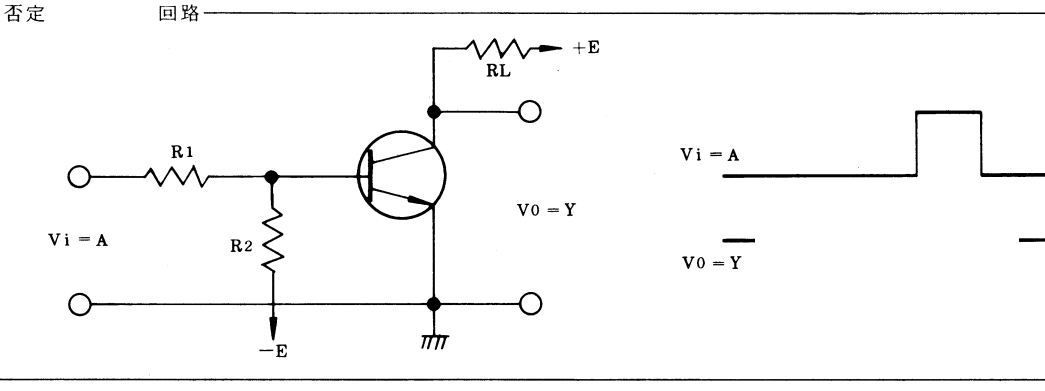 否定 回路
+E
RL
R1
Vi = A
V0 = Y
Vi = A
R2
V0 = Y
−E